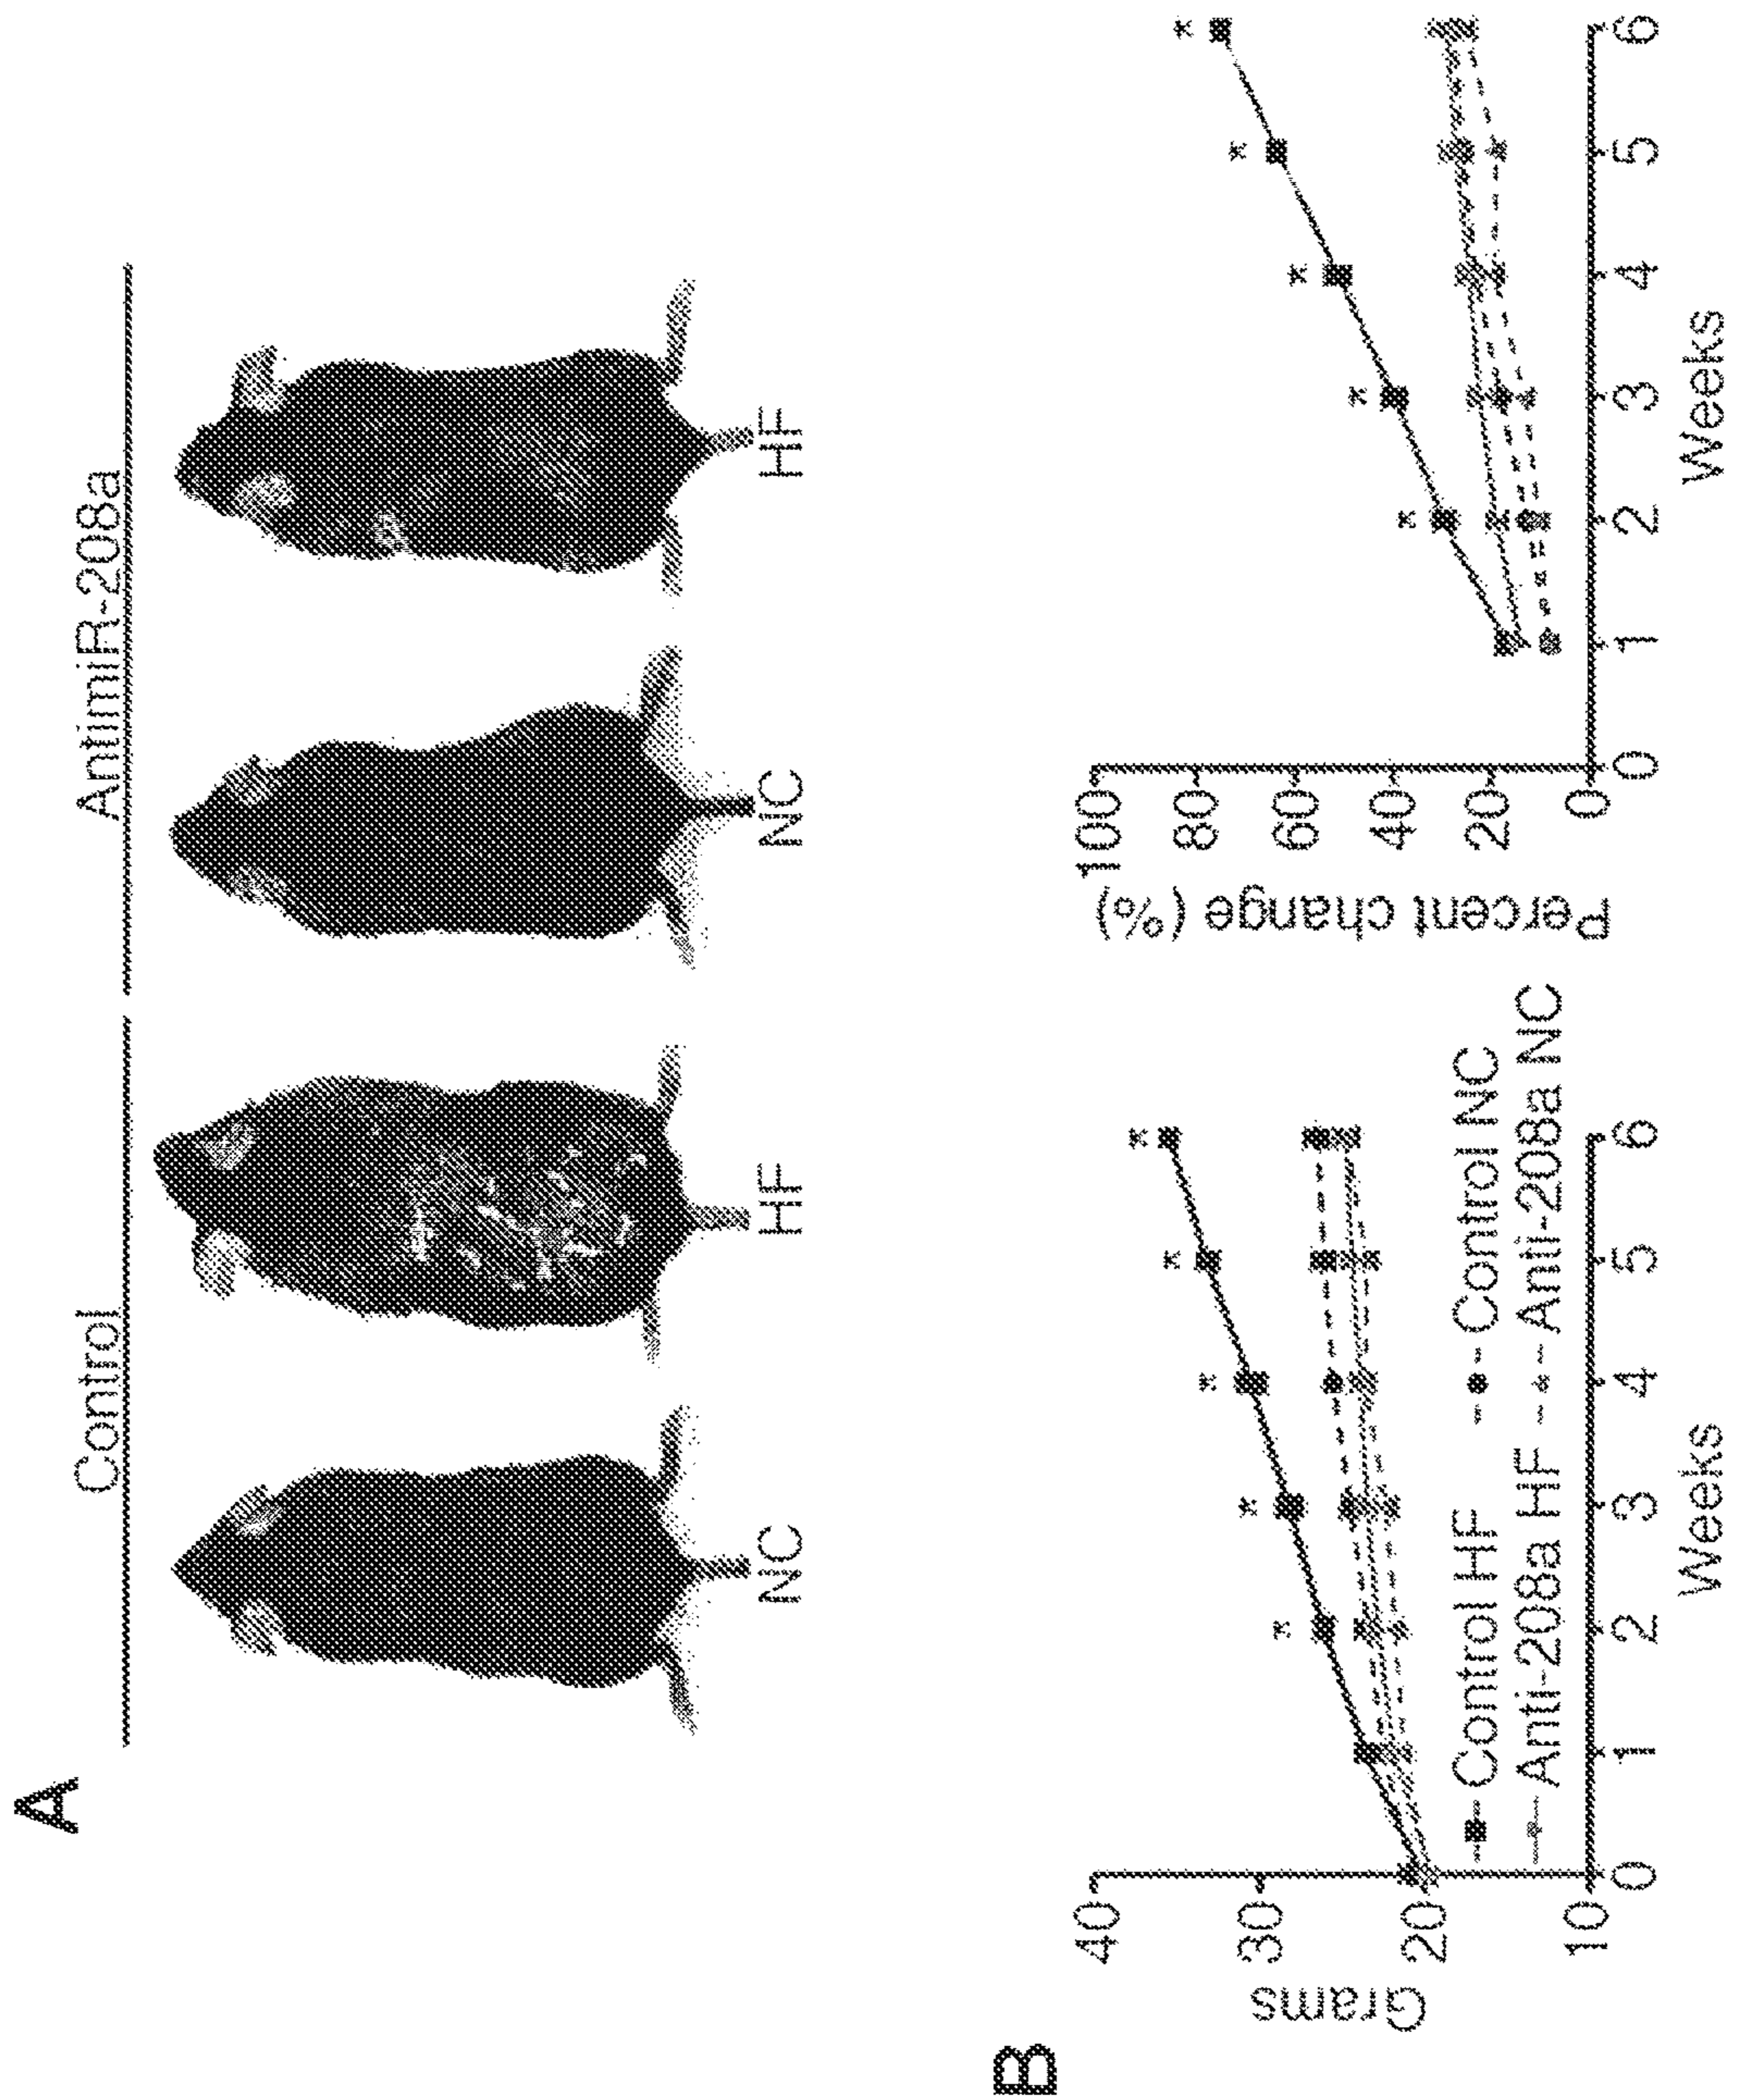 A
Control
AntimiR-208a
NC
HF
NC
HF
B
Grams
40
30
20
10
0
1
2
3
4
5
6
Weeks
Control HF
Control NC
Anti-208a HF
Anti-208a NC
*
*
*
*
*
Percent change (%)
100
80
60
40
20
0
0
1
2
3
4
5
6
Weeks
*
*
*
*
*